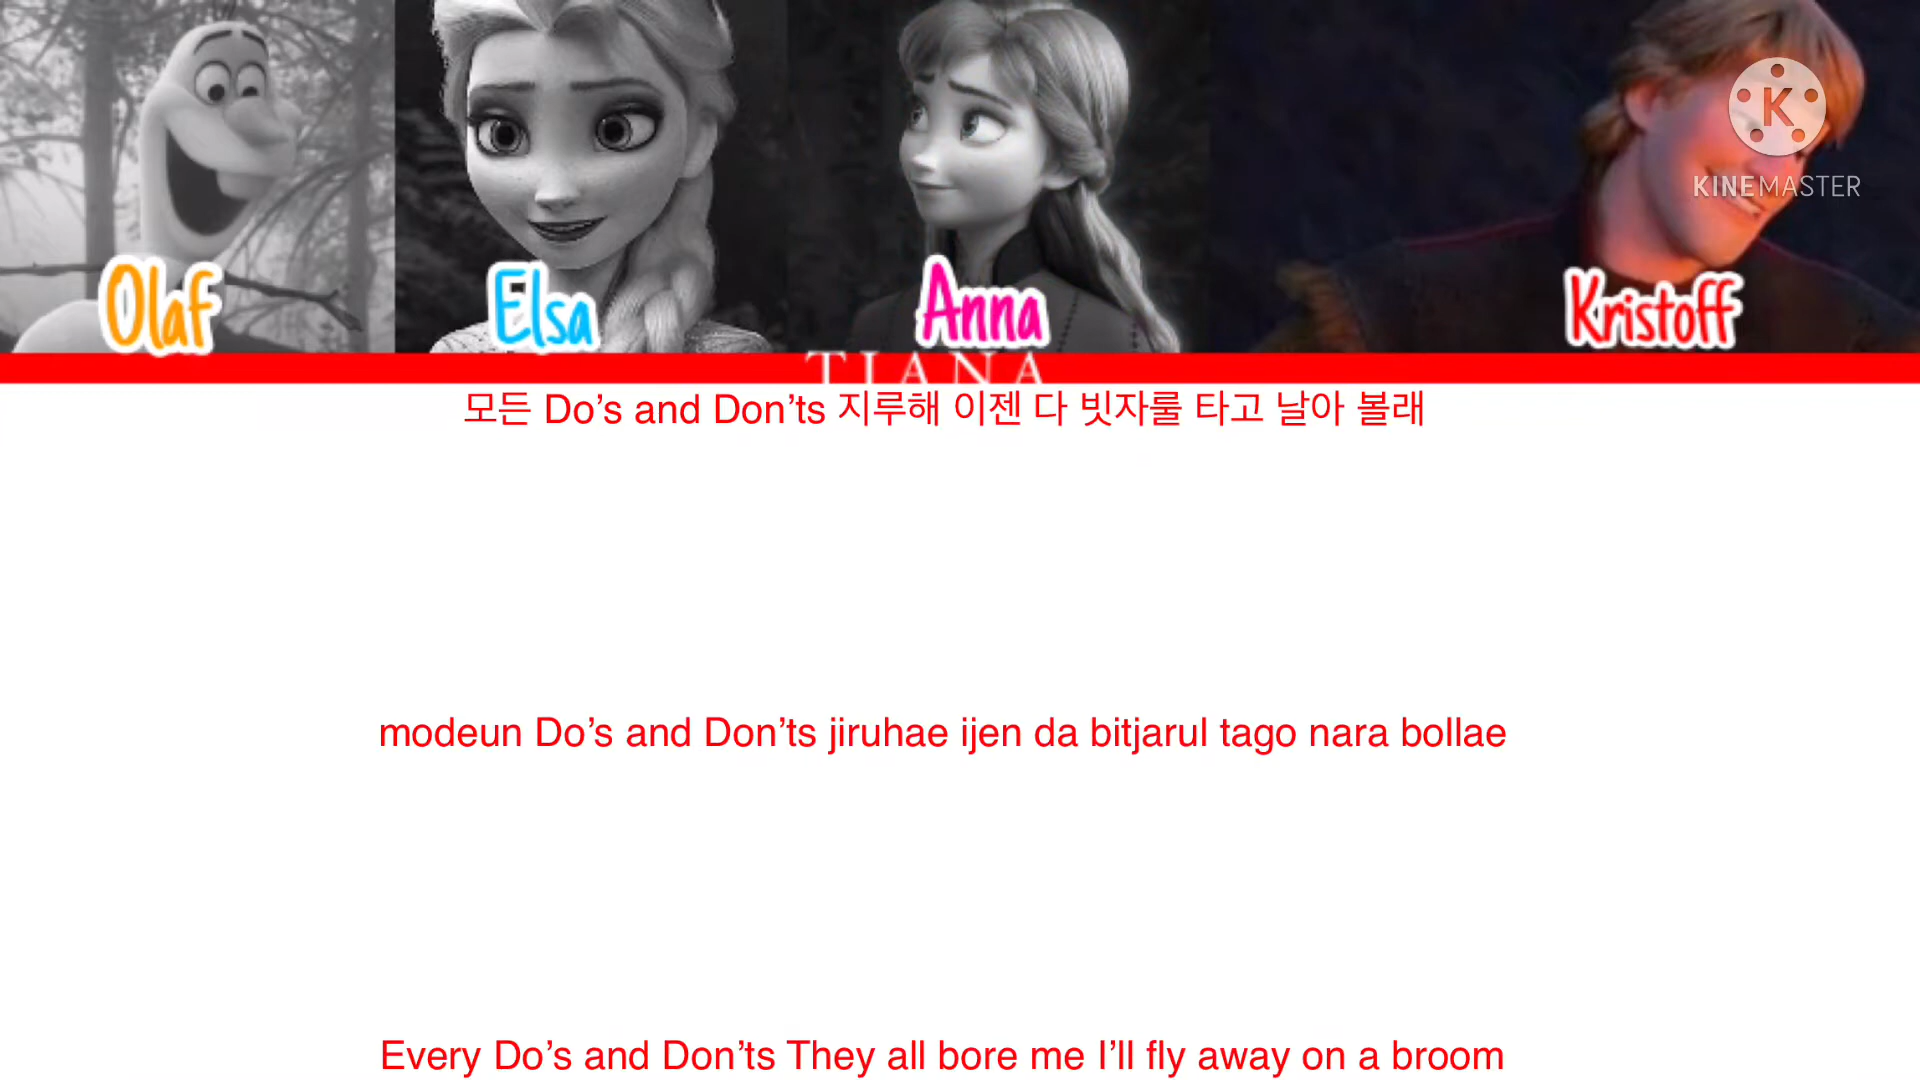 Olaf
Elsa
Anna
Kristoff
K
KINEMASTER
TIANA
모든 Do’s and Don’ts 지루해 이젠 다 빗자룰 타고 날아 볼래
modeun Do’s and Don’ts jiruhae ijen da bitjarul tago nara bollae
Every Do’s and Don’ts They all bore me I’ll fly away on a broom